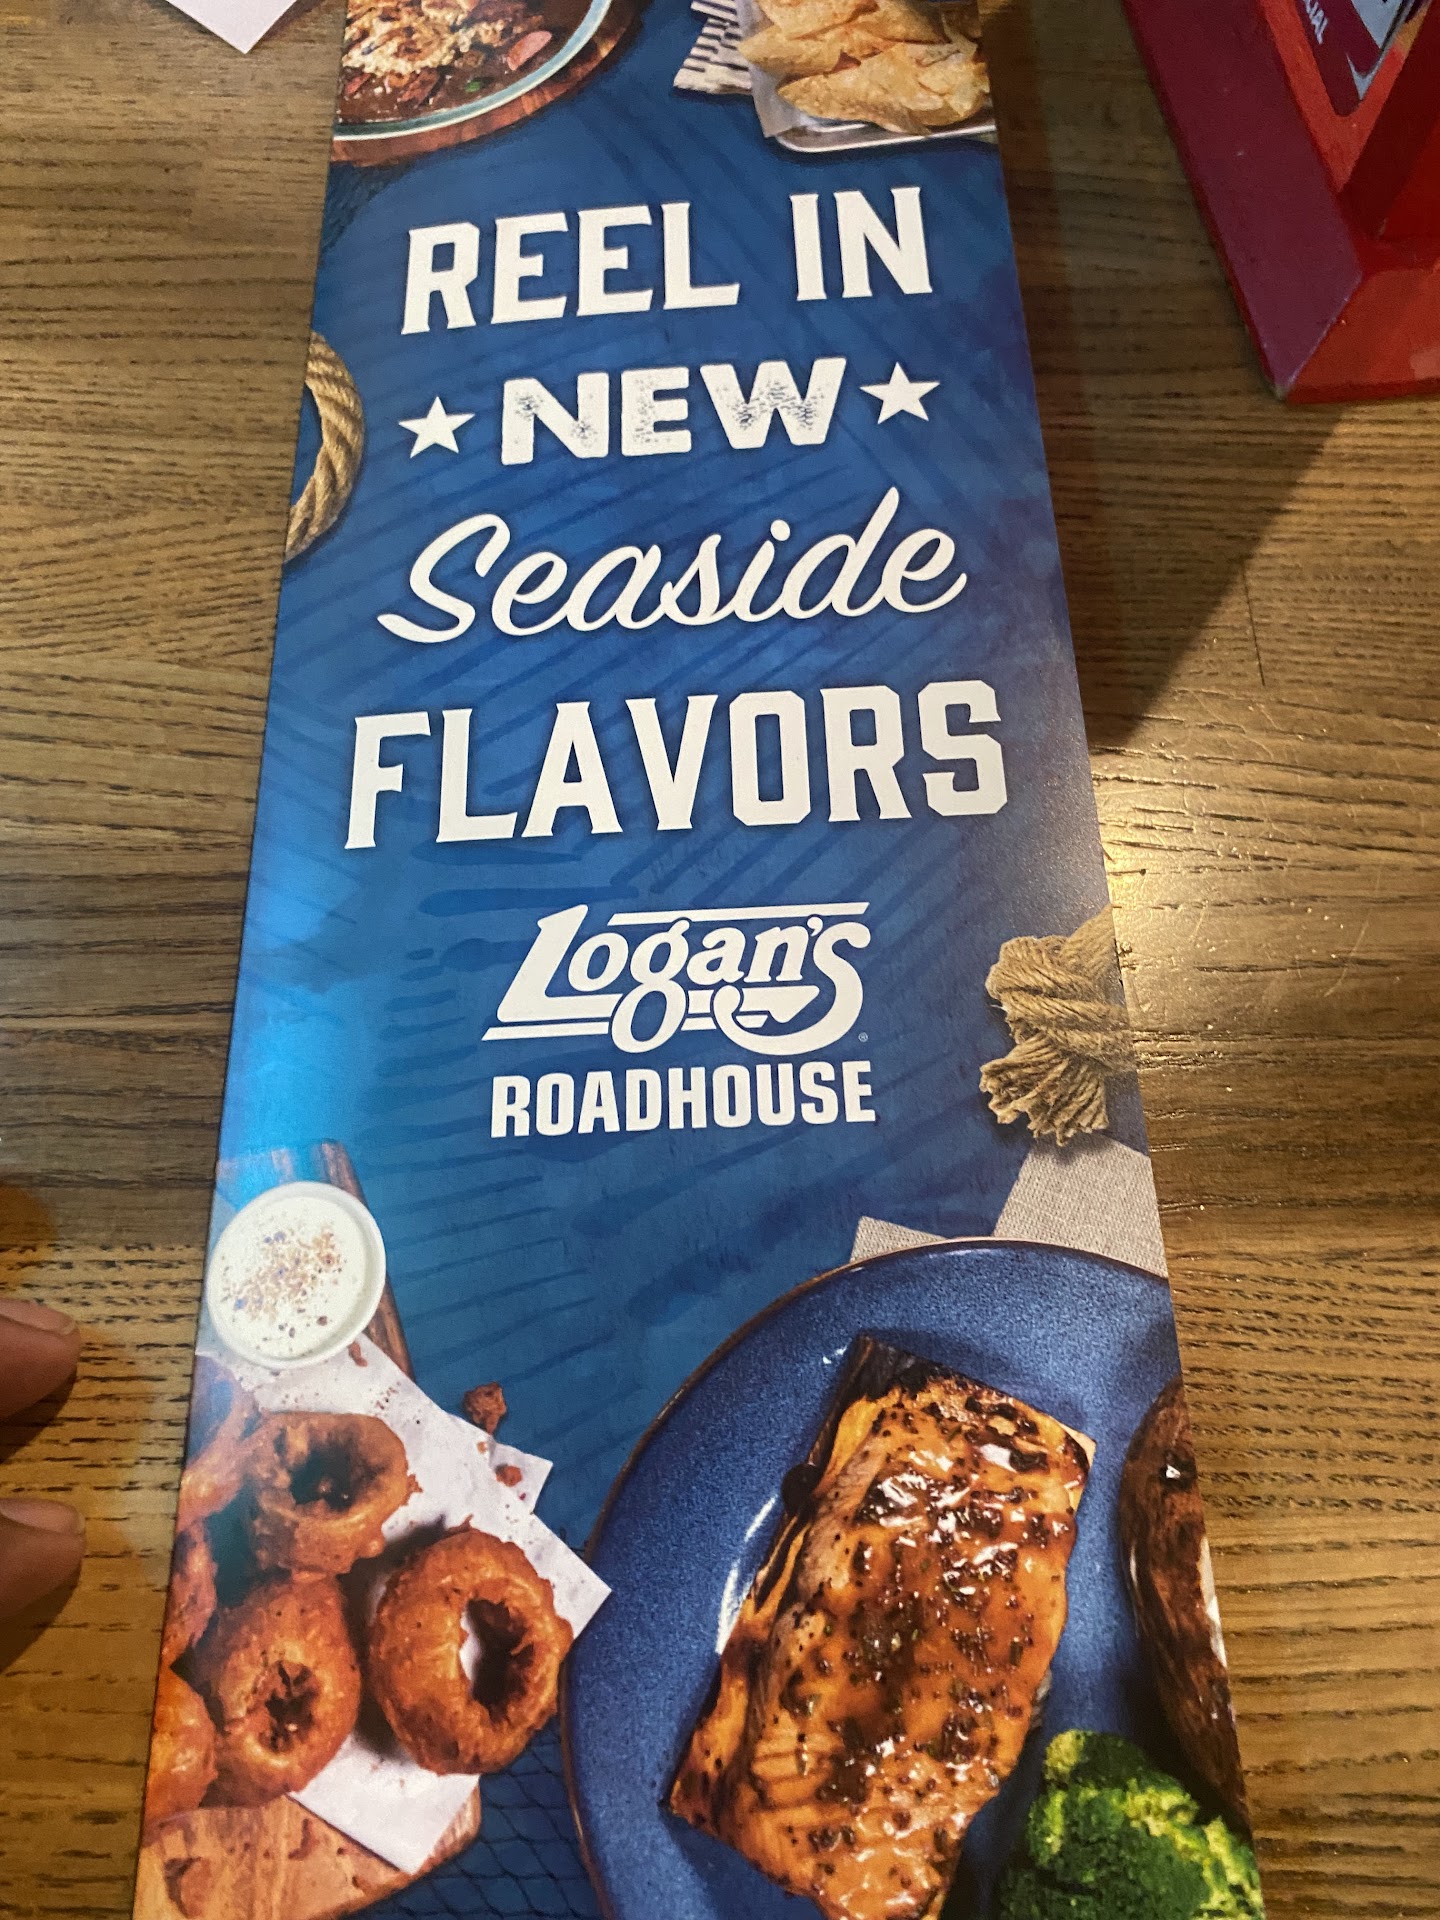 REEL IN
NEW
Seaside
FLAVORS
Logan's
ROADHOUSE